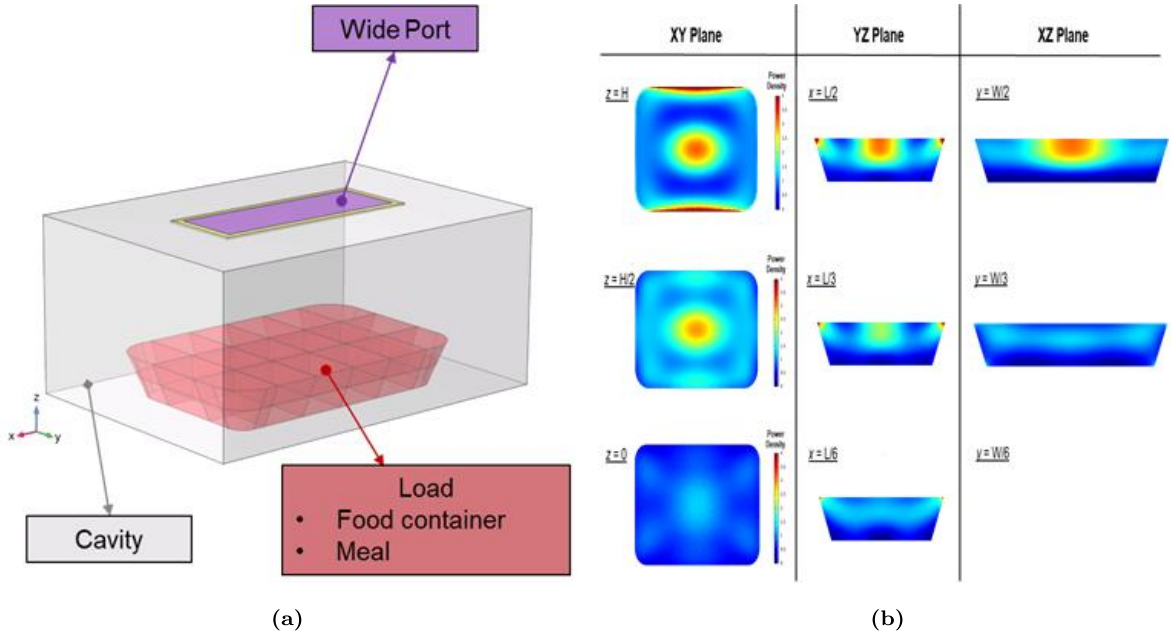 Wide Port
z
x
y
Load
• Food container
• Meal
Cavity
(a)
XY Plane
YZ Plane
XZ Plane
Power
Density
z = H
x = L/2
y = W/2
Power
Density
z = H/2
x = L/3
y = W/3
Power
Density
z = 0
x = L/6
y = W/6
(b)